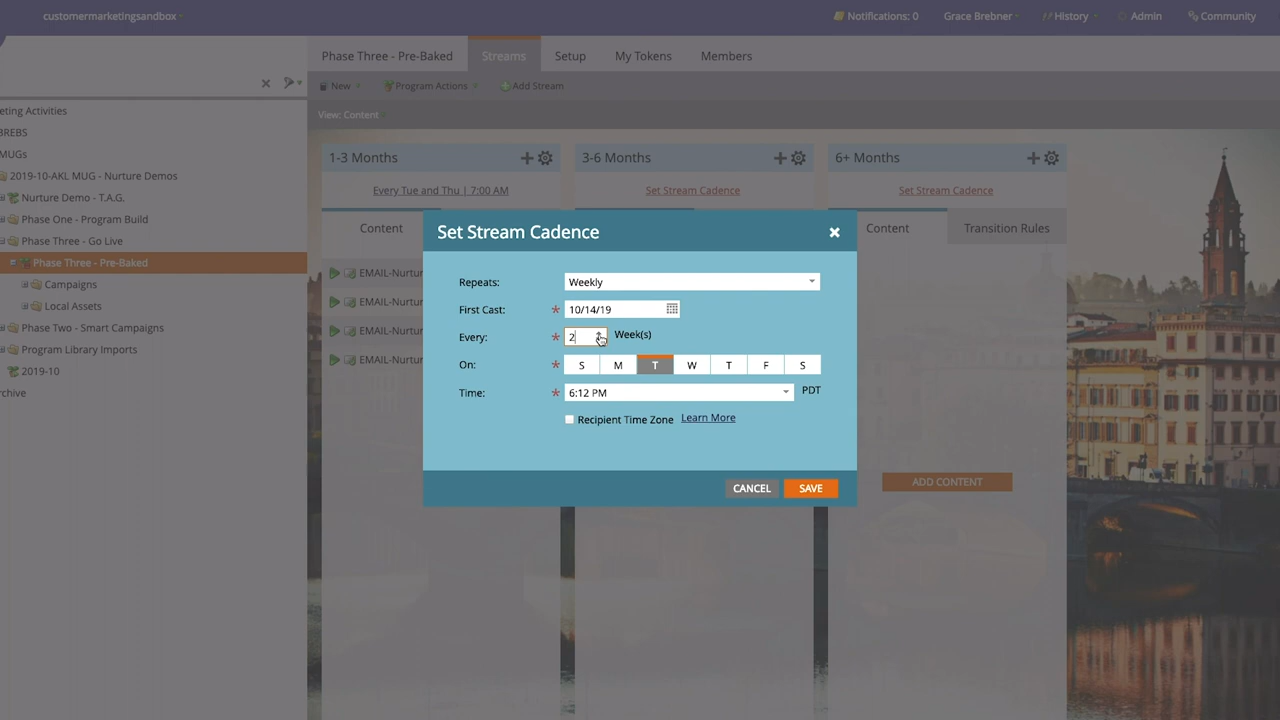 customermarketingsandbox
Notifications: 0
Grace Brebner
History
Admin
Community
Phase Three - Pre-Baked
Streams
Setup
My Tokens
Members
New
Program Actions
Add Stream
View: Content
eting Activities
BREBS
MUGs
2019-10-AKL MUG - Nurture Demos
Nurture Demo - T.A.G.
Phase One - Program Build
Phase Three - Go Live
Phase Three - Pre-Baked
Campaigns
Local Assets
Phase Two - Smart Campaigns
Program Library Imports
2019-10
rchive
1-3 Months
3-6 Months
6+ Months
Every Tue and Thu | 7:00 AM
Set Stream Cadence
Set Stream Cadence
Content
Content
Transition Rules
EMAIL-Nurtur
EMAIL-Nurtur
EMAIL-Nurtur
EMAIL-Nurtur
ADD CONTENT
Set Stream Cadence
Repeats:
Weekly
First Cast:
* 10/14/19
Every:
* 2
Week(s)
On:
* S M T W T F S
Time:
* 6:12 PM
PDT
Recipient Time Zone
Learn More
CANCEL
SAVE